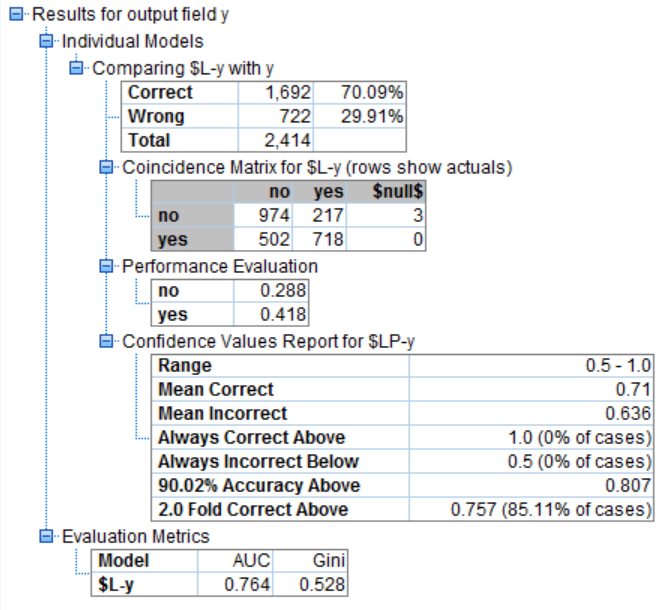 Results for output field y
Individual Models
Comparing $L-y with y
Correct 1,692 70.09%
Wrong 722 29.91%
Total 2,414
Coincidence Matrix for $L-y (rows show actuals)
no yes $null$
no 974 217 3
yes 502 718 0
Performance Evaluation
no 0.288
yes 0.418
Confidence Values Report for $LP-y
Range 0.5 - 1.0
Mean Correct 0.71
Mean Incorrect 0.636
Always Correct Above 1.0 (0% of cases)
Always Incorrect Below 0.5 (0% of cases)
90.02% Accuracy Above 0.807
2.0 Fold Correct Above 0.757 (85.11% of cases)
Evaluation Metrics
Model AUC Gini
$L-y 0.764 0.528